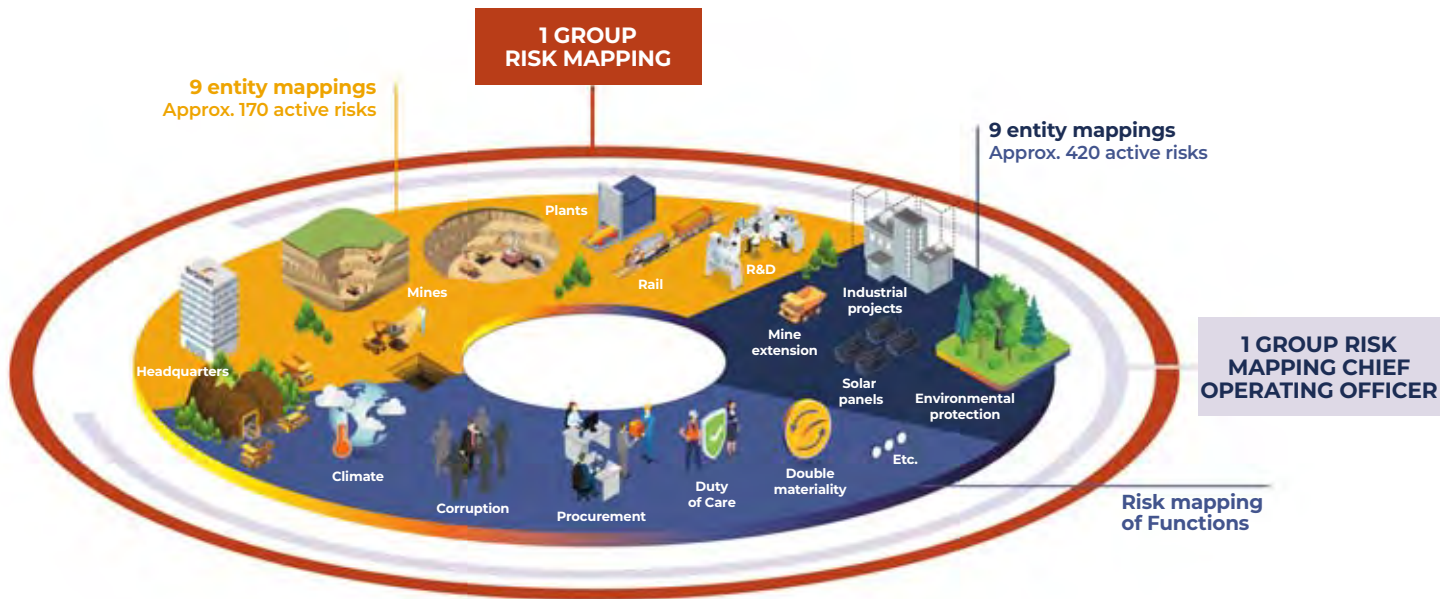 1 GROUP
RISK MAPPING
9 entity mappings
Approx. 170 active risks
9 entity mappings
Approx. 420 active risks
Plants
R&D
Rail
Mines
Industrial
projects
Mine
extension
Headquarters
Solar
panels
Environmental
protection
1 GROUP RISK
MAPPING CHIEF
OPERATING OFFICER
Climate
Corruption
Procurement
Duty
of Care
Double
materiality
Etc.
Risk mapping
of Functions